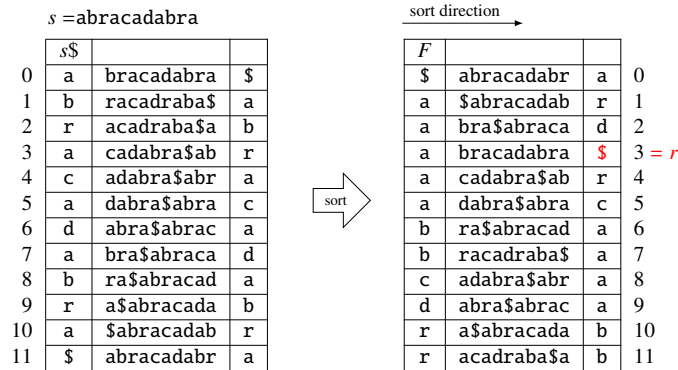 s =abracadabra
sort direction
s$
F
0 a bracadabra $
$ abracadabr a 0
1 b racadraba$ a
a $abracadab r 1
2 r acadraba$a b
a bra$abraca d 2
3 a cadabra$ab r
a bracadabra $ 3 = r
4 c adabra$abr a
a cadabra$ab r 4
5 a dabra$abra c
a dabra$abra c 5
6 d abra$abrac a
b ra$abracad a 6
7 a bra$abraca d
b racadraba$ a 7
8 b ra$abracad a
c adabra$abr a 8
9 r a$abracada b
d abra$abrac a 9
10 a $abracadab r
r a$abracada b 10
11 $ abracadabr a
r acadraba$a b 11
sort